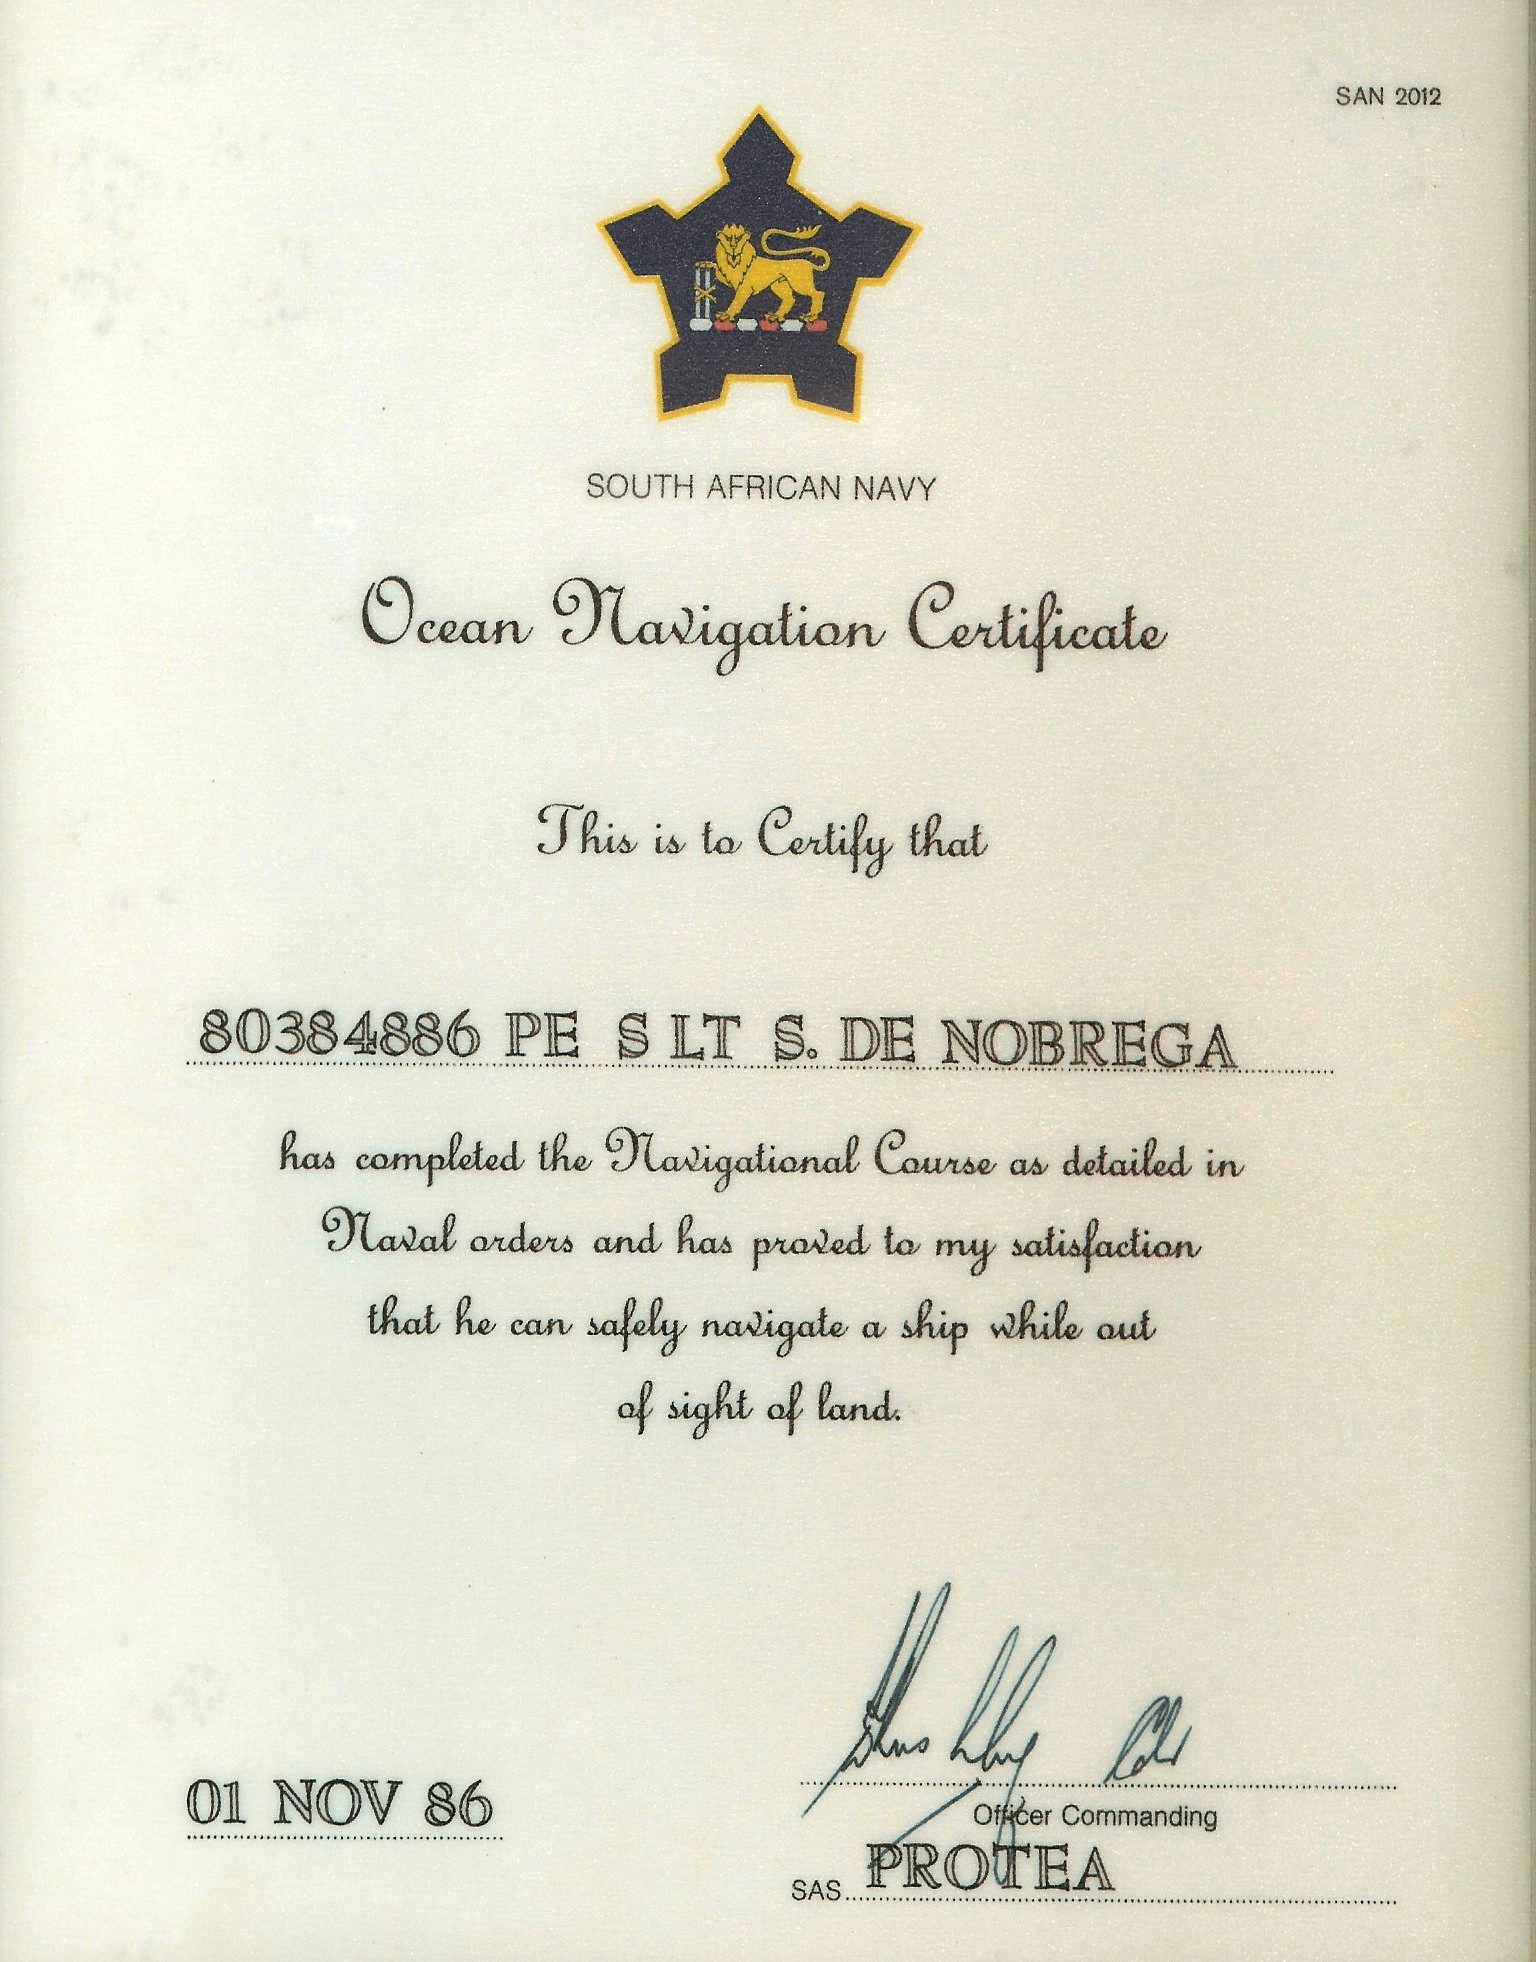 SAN 2012
SOUTH AFRICAN NAVY
Ocean Navigation Certificate
This is to Certify that
80384886 PE S LT S. DE NOBREGA
has completed the Navigational Course as detailed in
Naval orders and has proved to my satisfaction
that he can safely navigate a ship while out
of sight of land.
01 NOV 86
Officer Commanding
SAS PROTEA